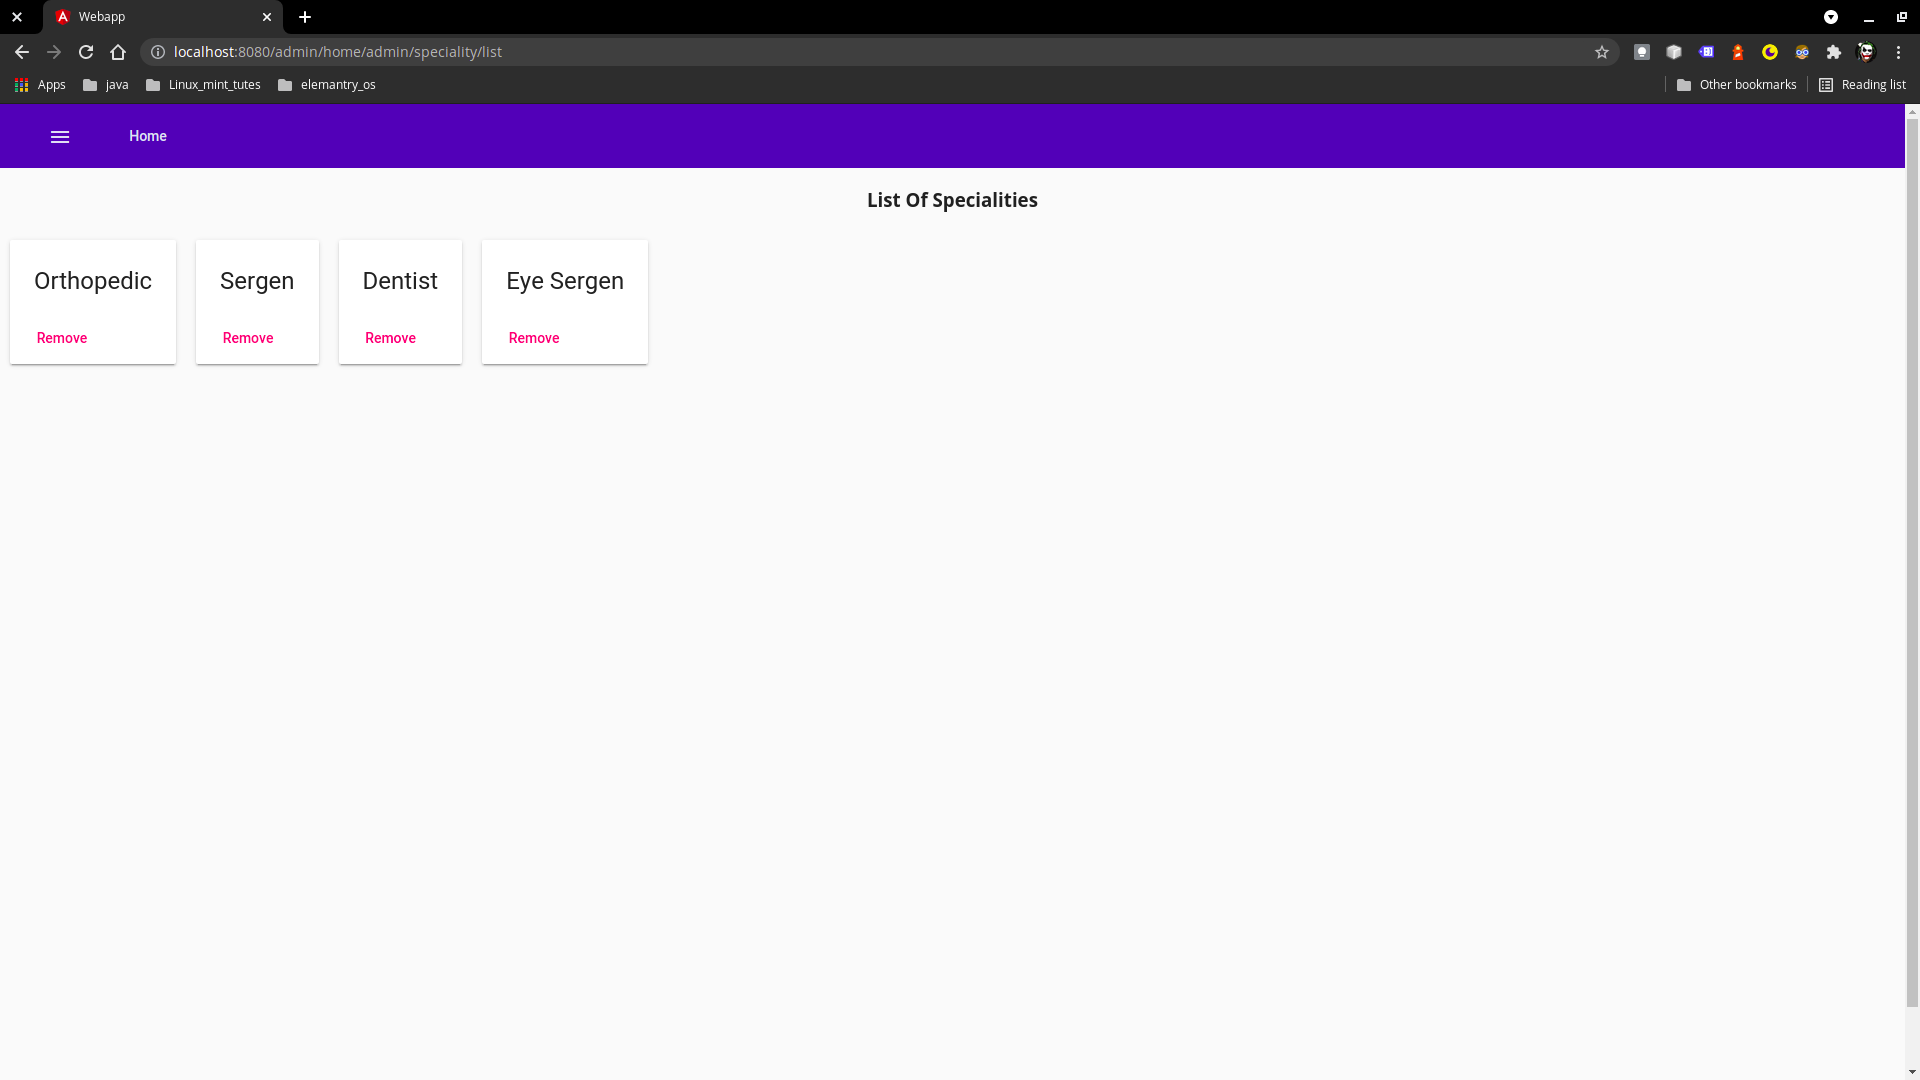 Webapp
localhost:8080/admin/home/admin/speciality/list
Apps java Linux_mint_tutes elemantry_os Other bookmarks Reading list
Home
List Of Specialities
Orthopedic Sergen Dentist Eye Sergen
Remove Remove Remove Remove